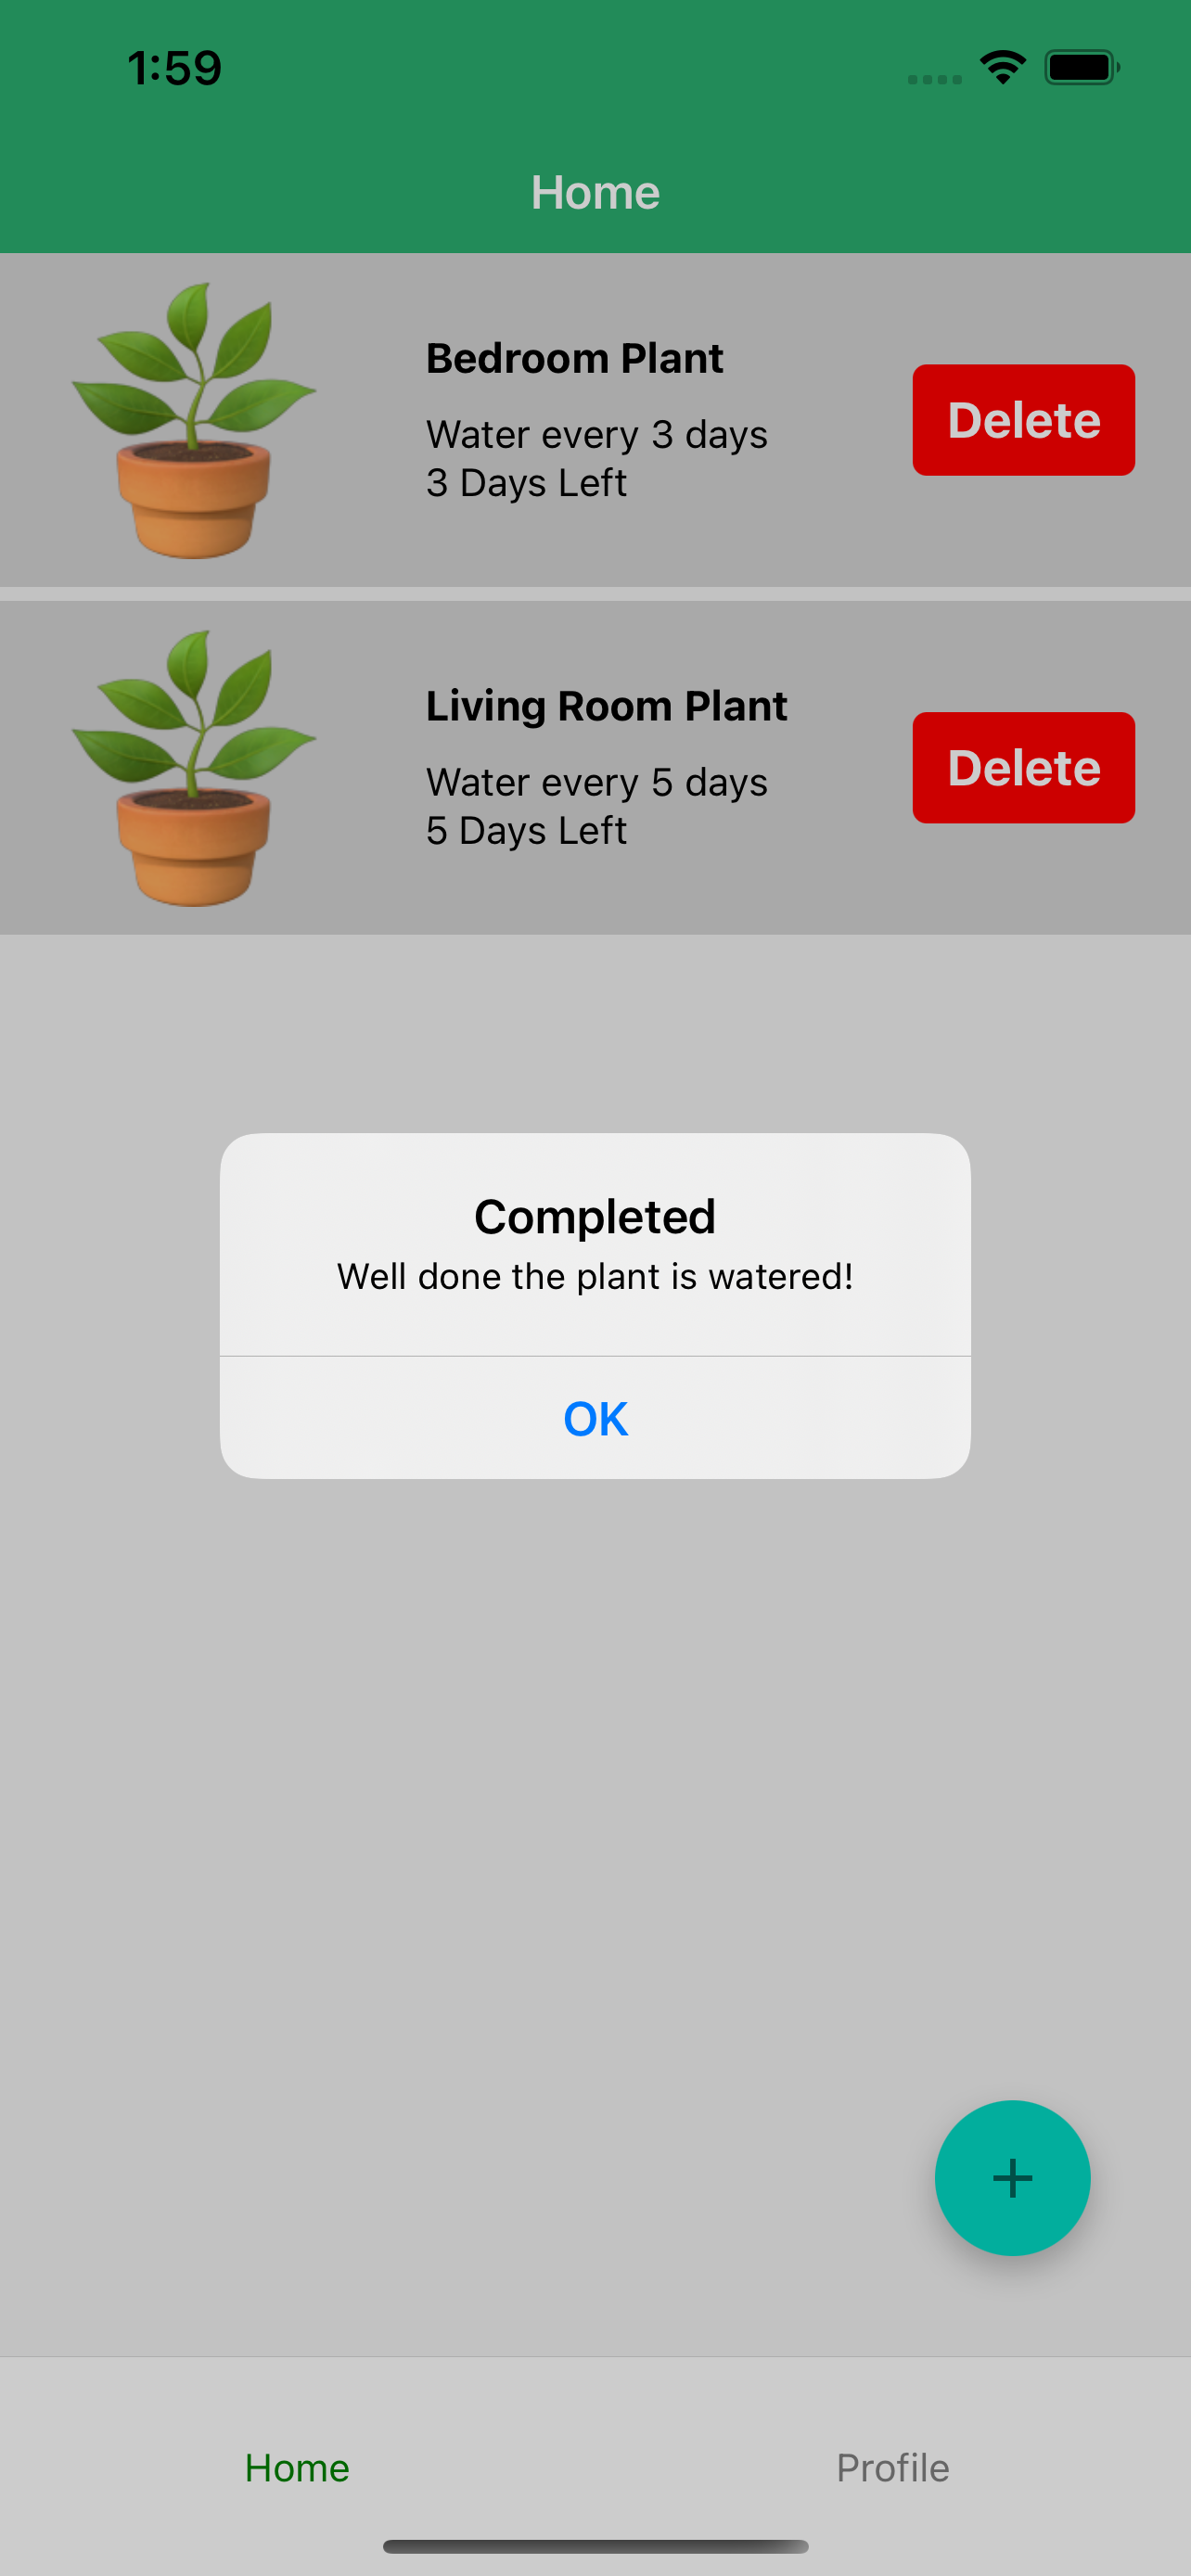 1:59
Home
Bedroom Plant
Water every 3 days
3 Days Left
Delete
Living Room Plant
Water every 5 days
5 Days Left
Delete
Completed
Well done the plant is watered!
OK
+
Home
Profile